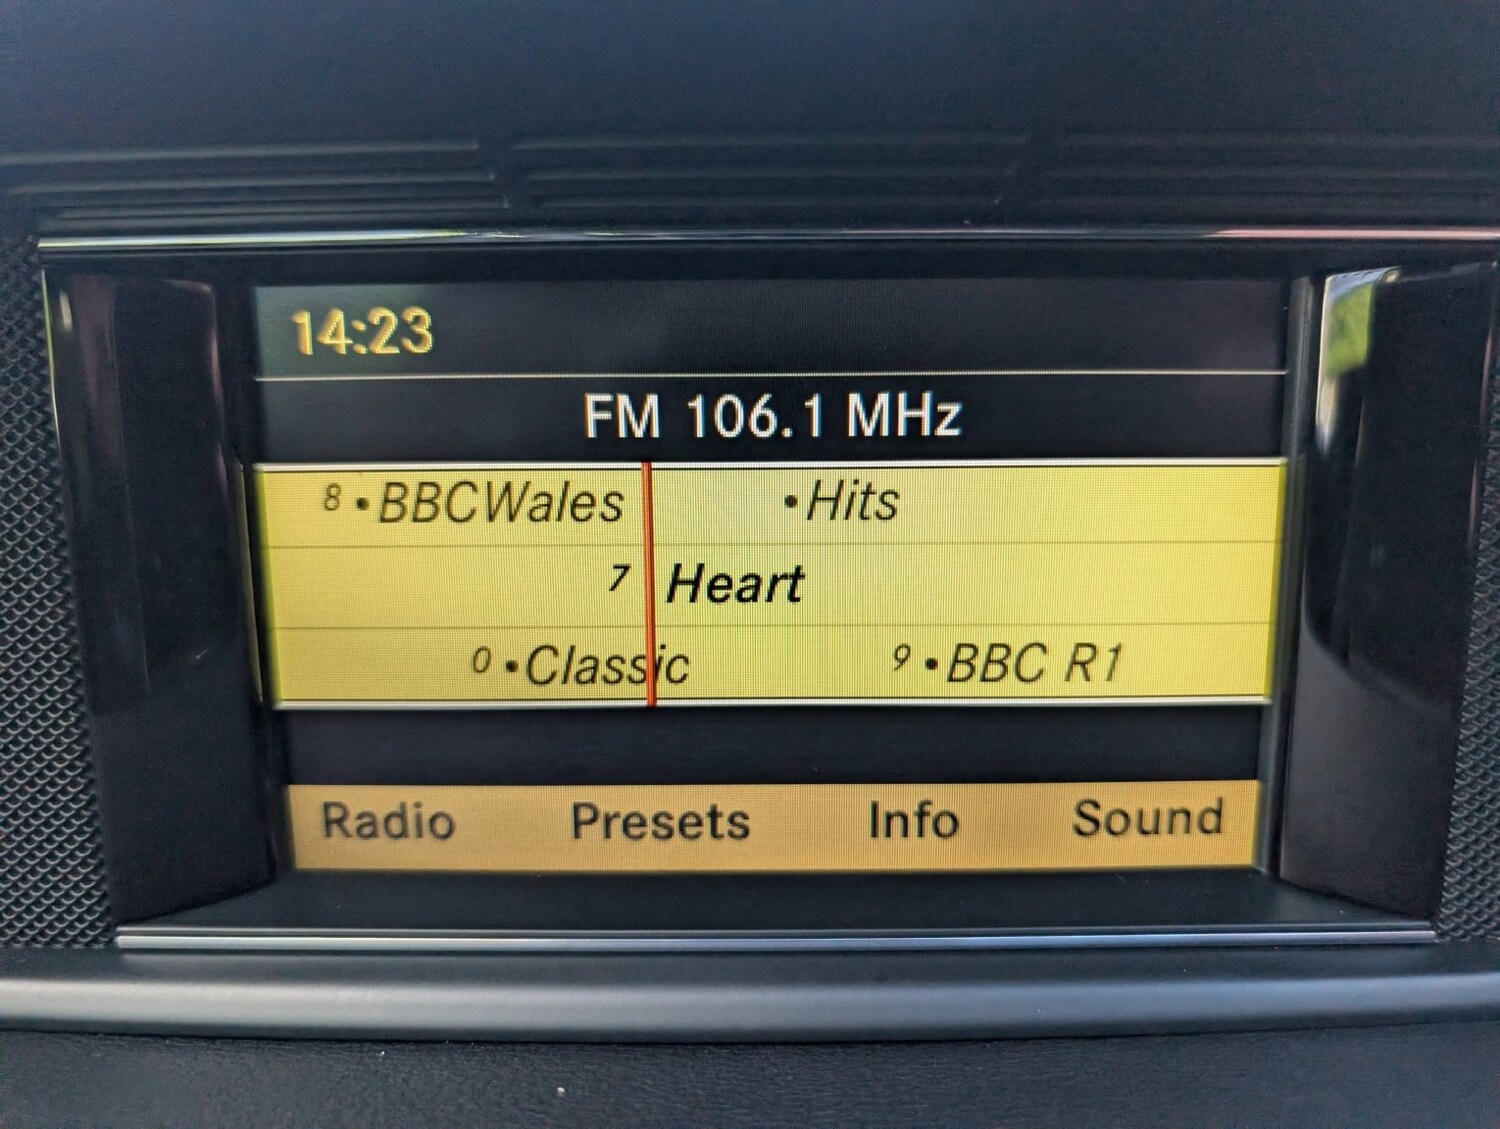 14:23
FM 106.1 MHz
8 •BBCWales •Hits
7 Heart
0 •Classic 9 •BBC R1
Radio Presets Info Sound